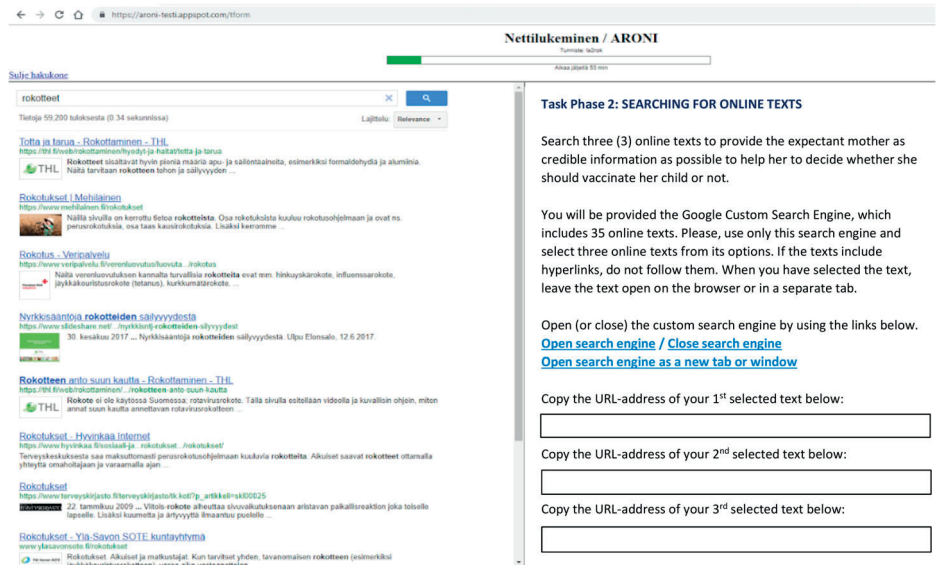 https://aroni-testi.appspot.com/tform
Nettilukeminen / ARONI
Tunniste: fa2rok
Aikaa jäljellä 55 min
Sulje hakukone
rokotteet
Tietoja 59,200 tuloksesta (0.34 sekunnissa)
Lajittelu: Relevance
Totta ja tarua - Rokottaminen - THL
https://thl.fi/web/rokottaminen/hyodyt-ja-haitat/totta-ja-tarua
THL
Rokotteet sisältävät hyvin pieniä määriä apu- ja säilöntäaineita, esimerkiksi formaldehydiä ja alumiinia.
Näitä tarvitaan rokotteen tehon ja säilyvyyden ...
Rokotukset | Mehiläinen
https://www.mehilainen.fi/rokotukset
Näillä sivuilla on kerrottu tietoa rokotteista. Osa rokotuksista kuuluu rokotusohjelmaan ja ovat ns.
perusrokotuksia, osa taas kausirokotuksia. Lisäksi kerromme ...
Rokotus - Veripalvelu
https://www.veripalvelu.fi/verenluovutus/luovuta.../rokotus
Näitä verenluovutuksen kannalta turvallisia rokotteita ovat mm. hinkuyskärokote, influenssarokote,
jäykkäkouristusrokote (tetanus), kurkkumätärokote, ...
Nyrkkisääntöjä rokotteiden säilyvyydestä
https://www.slideshare.net/.../nyrkkisntj-rokotteiden-silyvyydest
30. kesäkuu 2017 ... Nyrkkisääntöjä rokotteiden säilyvyydestä. Ulpu Elonsalo, 12.6.2017.
Rokotteen anto suun kautta - Rokottaminen - THL
https://thl.fi/web/rokottaminen/.../rokotteen-anto-suun-kautta
THL
Rokote ei ole käytössä Suomessa: rotavirusrokote. Tällä sivulla esitellään videolla ja kuvallisin ohjein, miten
annat suun kautta annettavan rotavirusrokotteen ...
Rokotukset - Hyvinkaa Internet
https://www.hyvinkaa.fi/sosiaali-ja...rokotukset.../rokotukset/
Terveyskeskuksesta saa maksuttomasti perusrokotusohjelmaan kuuluvia rokotteita. Aikuiset saavat rokotteet ottamalla
yhteyttä omahoitajaan ja varaamalla ajan ...
Rokotukset
https://www.terveyskirjasto.fi/terveyskirjasto/tk.koti?p_artikkeli=skl00025
22. tammikuu 2009 ... Viitois-rokote aiheuttaa sivuvaikutuksenaan aristavan paikallisreaktion joka toiselle
lapselle. Lisäksi kuumetta ja ärtyvyyttä ilmaantuu puolelle ...
Rokotukset - Ylä-Savon SOTE kuntayhtymä
www.ylasavonsote.fi/rokotukset
Rokotukset. Aikuiset ja matkustajat. Kun tarvitset yhden, tavanomaisen rokotteen (esimerkiksi
Task Phase 2: SEARCHING FOR ONLINE TEXTS
Search three (3) online texts to provide the expectant mother as
credible information as possible to help her to decide whether she
should vaccinate her child or not.
You will be provided the Google Custom Search Engine, which
includes 35 online texts. Please, use only this search engine and
select three online texts from its options. If the texts include
hyperlinks, do not follow them. When you have selected the text,
leave the text open on the browser or in a separate tab.
Open (or close) the custom search engine by using the links below.
Open search engine / Close search engine
Open search engine as a new tab or window
Copy the URL-address of your 1st selected text below:
Copy the URL-address of your 2nd selected text below:
Copy the URL-address of your 3rd selected text below: